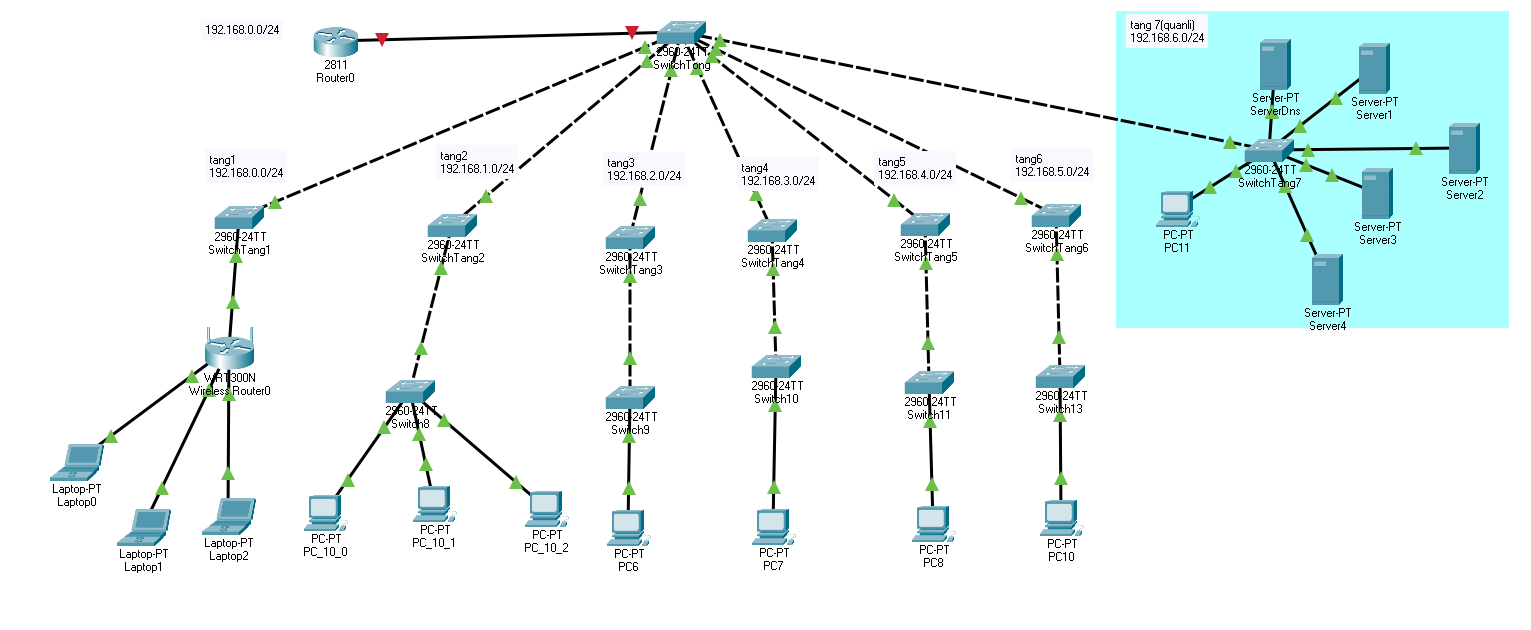 192.168.0.0/24
2811
Router0
2960-24TT
SwitchTong
tang 7(quanli)
192.168.6.0/24
Server-PT
ServerDns
Server-PT
Server1
Server-PT
Server2
Server-PT
Server3
Server-PT
Server4
2960-24TT
SwitchTang7
PC-PT
PC11
tang1
192.168.0.0/24
tang2
192.168.1.0/24
tang3
192.168.2.0/24
tang4
192.168.3.0/24
tang5
192.168.4.0/24
tang6
192.168.5.0/24
2960-24TT
SwitchTang1
2960-24TT
SwitchTang2
2960-24TT
SwitchTang3
2960-24TT
SwitchTang4
2960-24TT
SwitchTang5
2960-24TT
SwitchTang6
WRT300N
Wireless Router0
2960-24TT
Switch8
2960-24TT
Switch9
2960-24TT
Switch10
2960-24TT
Switch11
2960-24TT
Switch13
Laptop-PT
Laptop0
Laptop-PT
Laptop1
Laptop-PT
Laptop2
PC-PT
PC_10_0
PC-PT
PC_10_1
PC-PT
PC_10_2
PC-PT
PC6
PC-PT
PC7
PC-PT
PC8
PC-PT
PC10